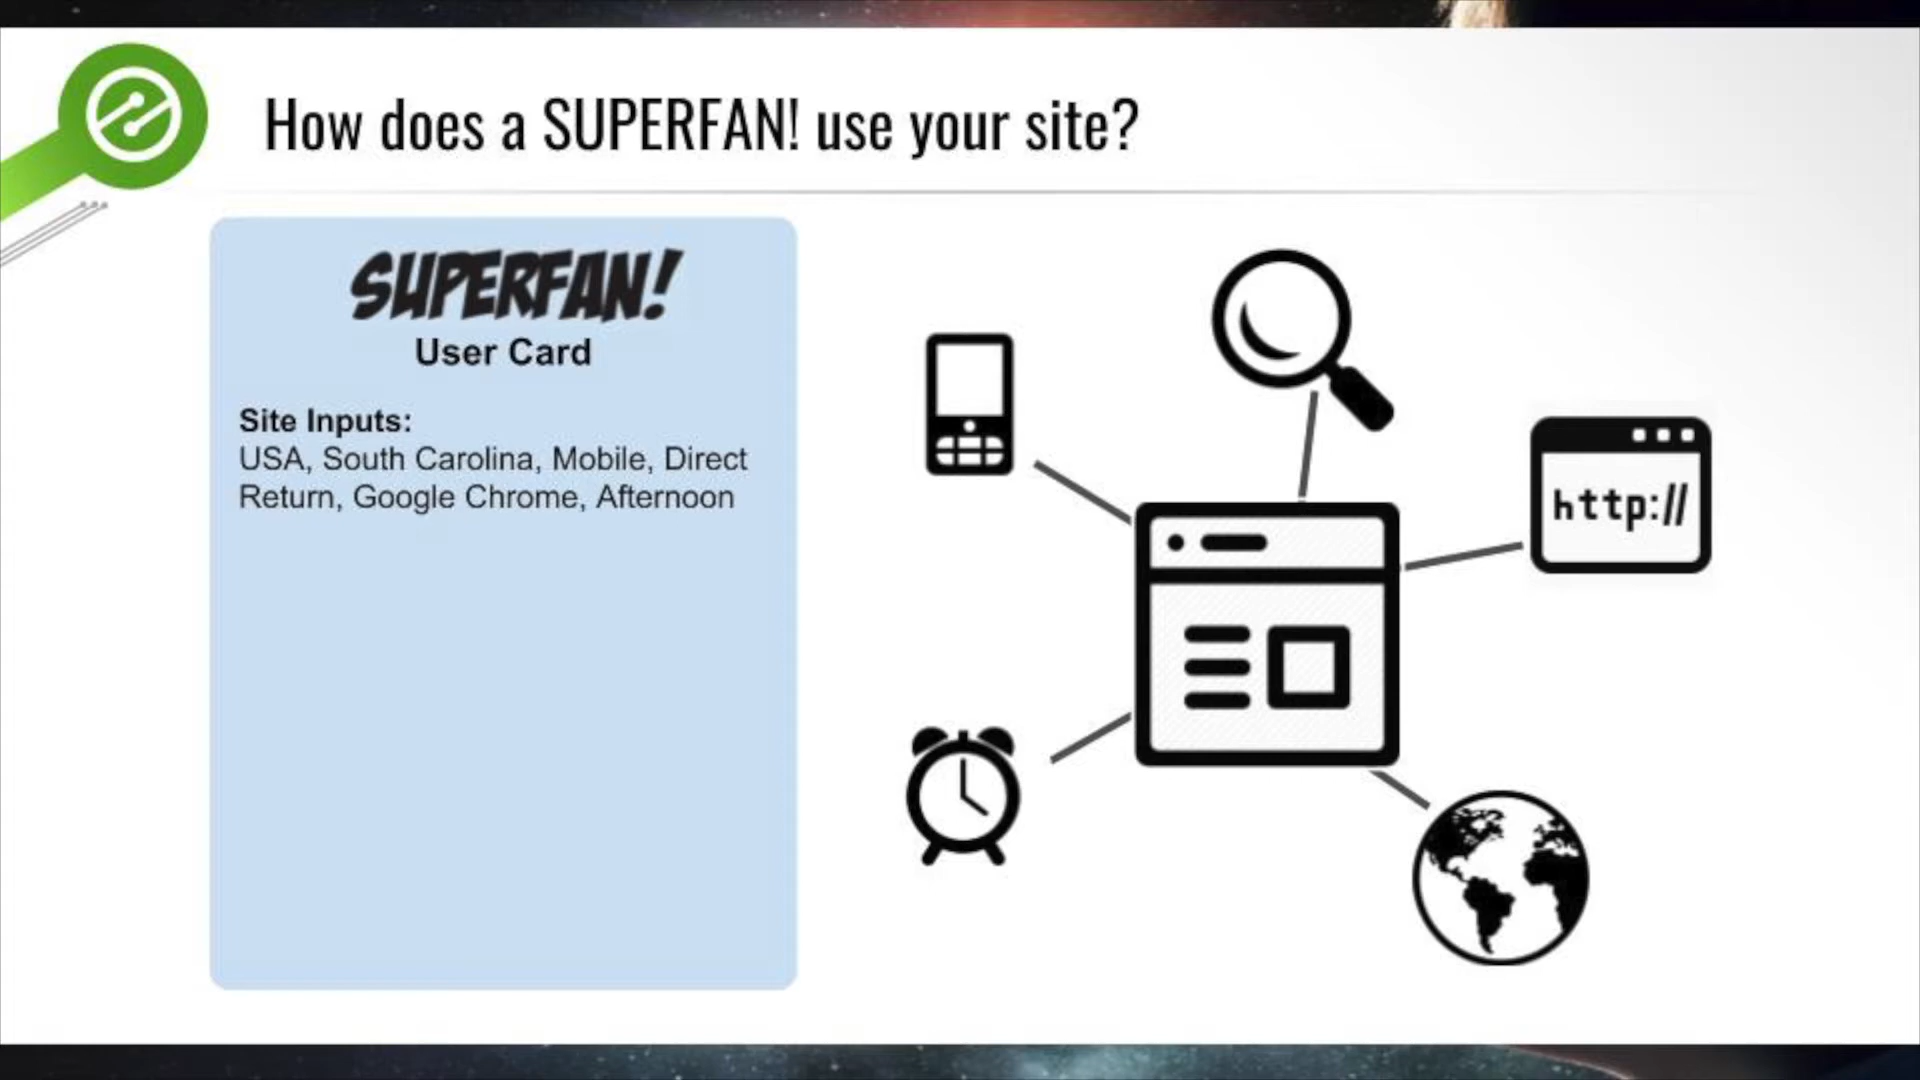 How does a SUPERFAN! use your site?
SUPERFAN!
User Card
Site Inputs:
USA, South Carolina, Mobile, Direct
Return, Google Chrome, Afternoon
http://